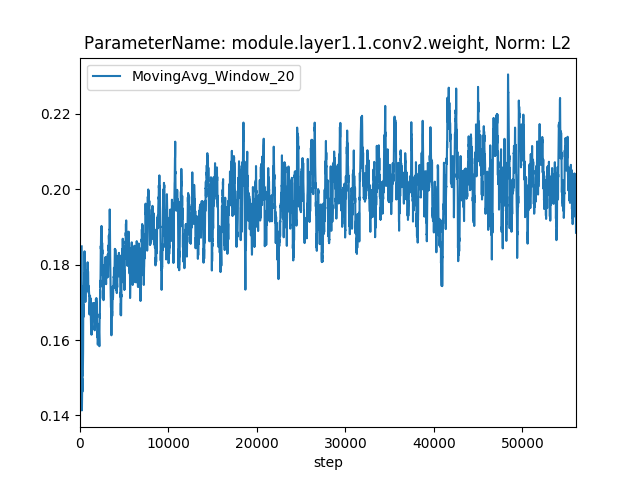 ParameterName: module.layer1.1.conv2.weight, Norm: L2
MovingAvg_Window_20
0.22
0.20
0.18
0.16
0.14
0 10000 20000 30000 40000 50000
step